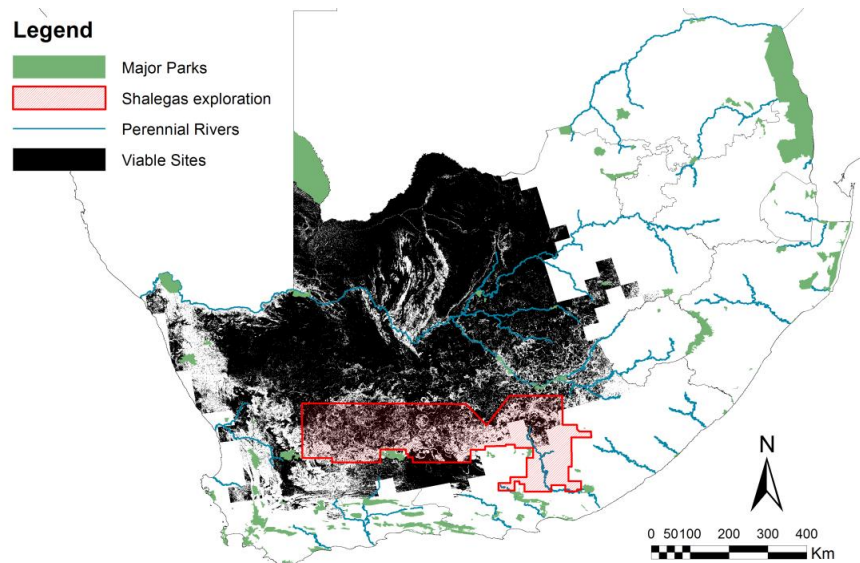 Legend
Major Parks
Shalegas exploration
Perennial Rivers
Viable Sites
N
0 50100 200 300 400
Km